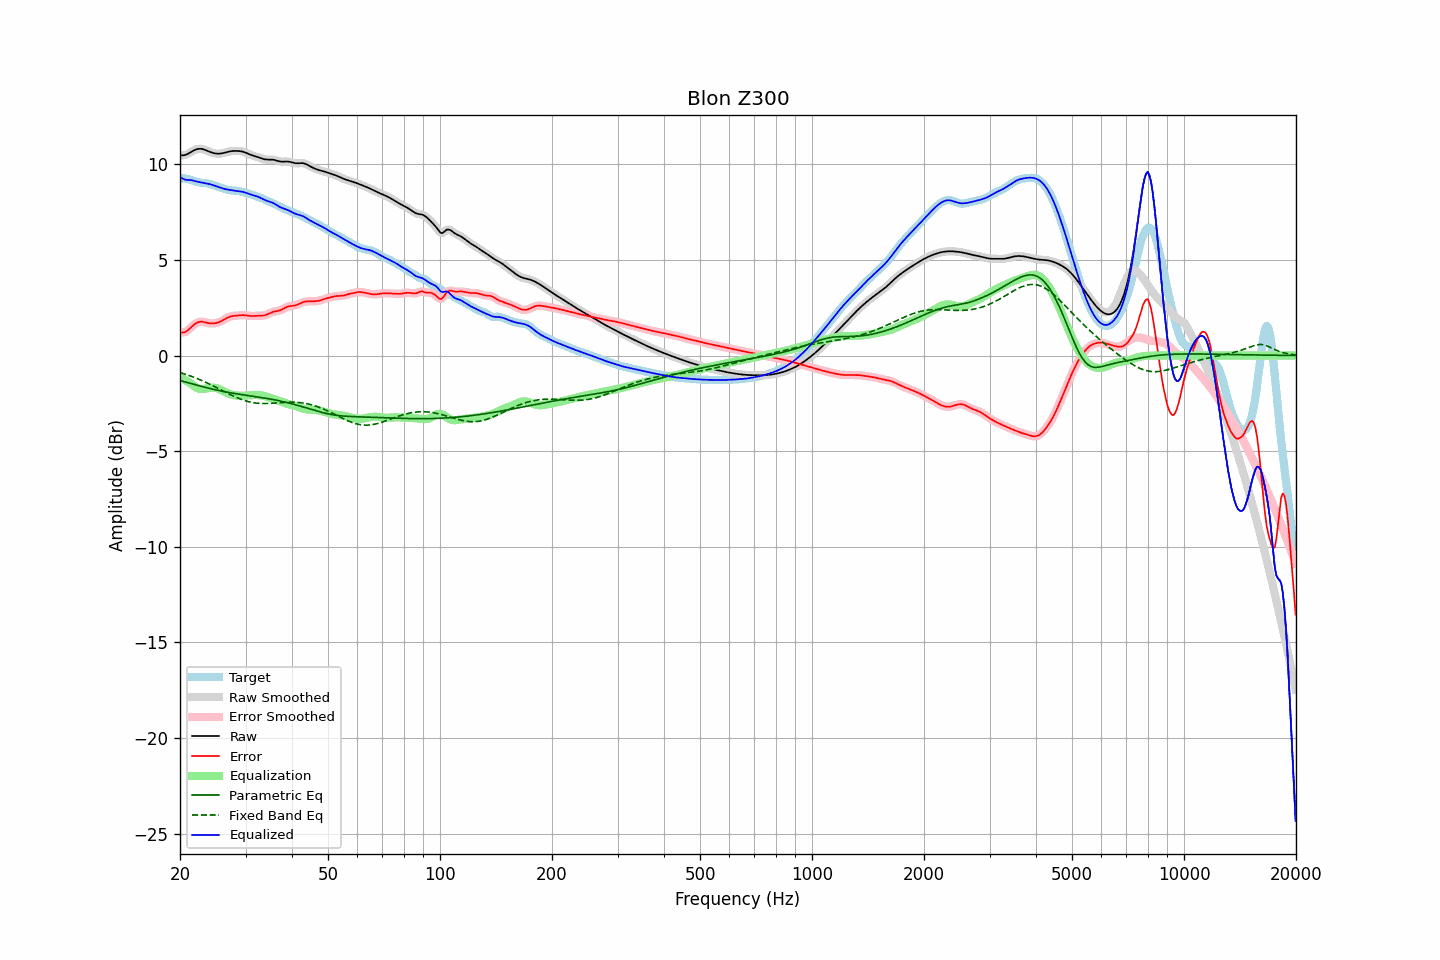 Blon Z300
10
5
0
−5
−10
−15
−20
−25
Amplitude (dBr)
Target
Raw Smoothed
Error Smoothed
Raw
Error
Equalization
Parametric Eq
Fixed Band Eq
Equalized
20 50 100 200 500 1000 2000 5000 10000 20000
Frequency (Hz)